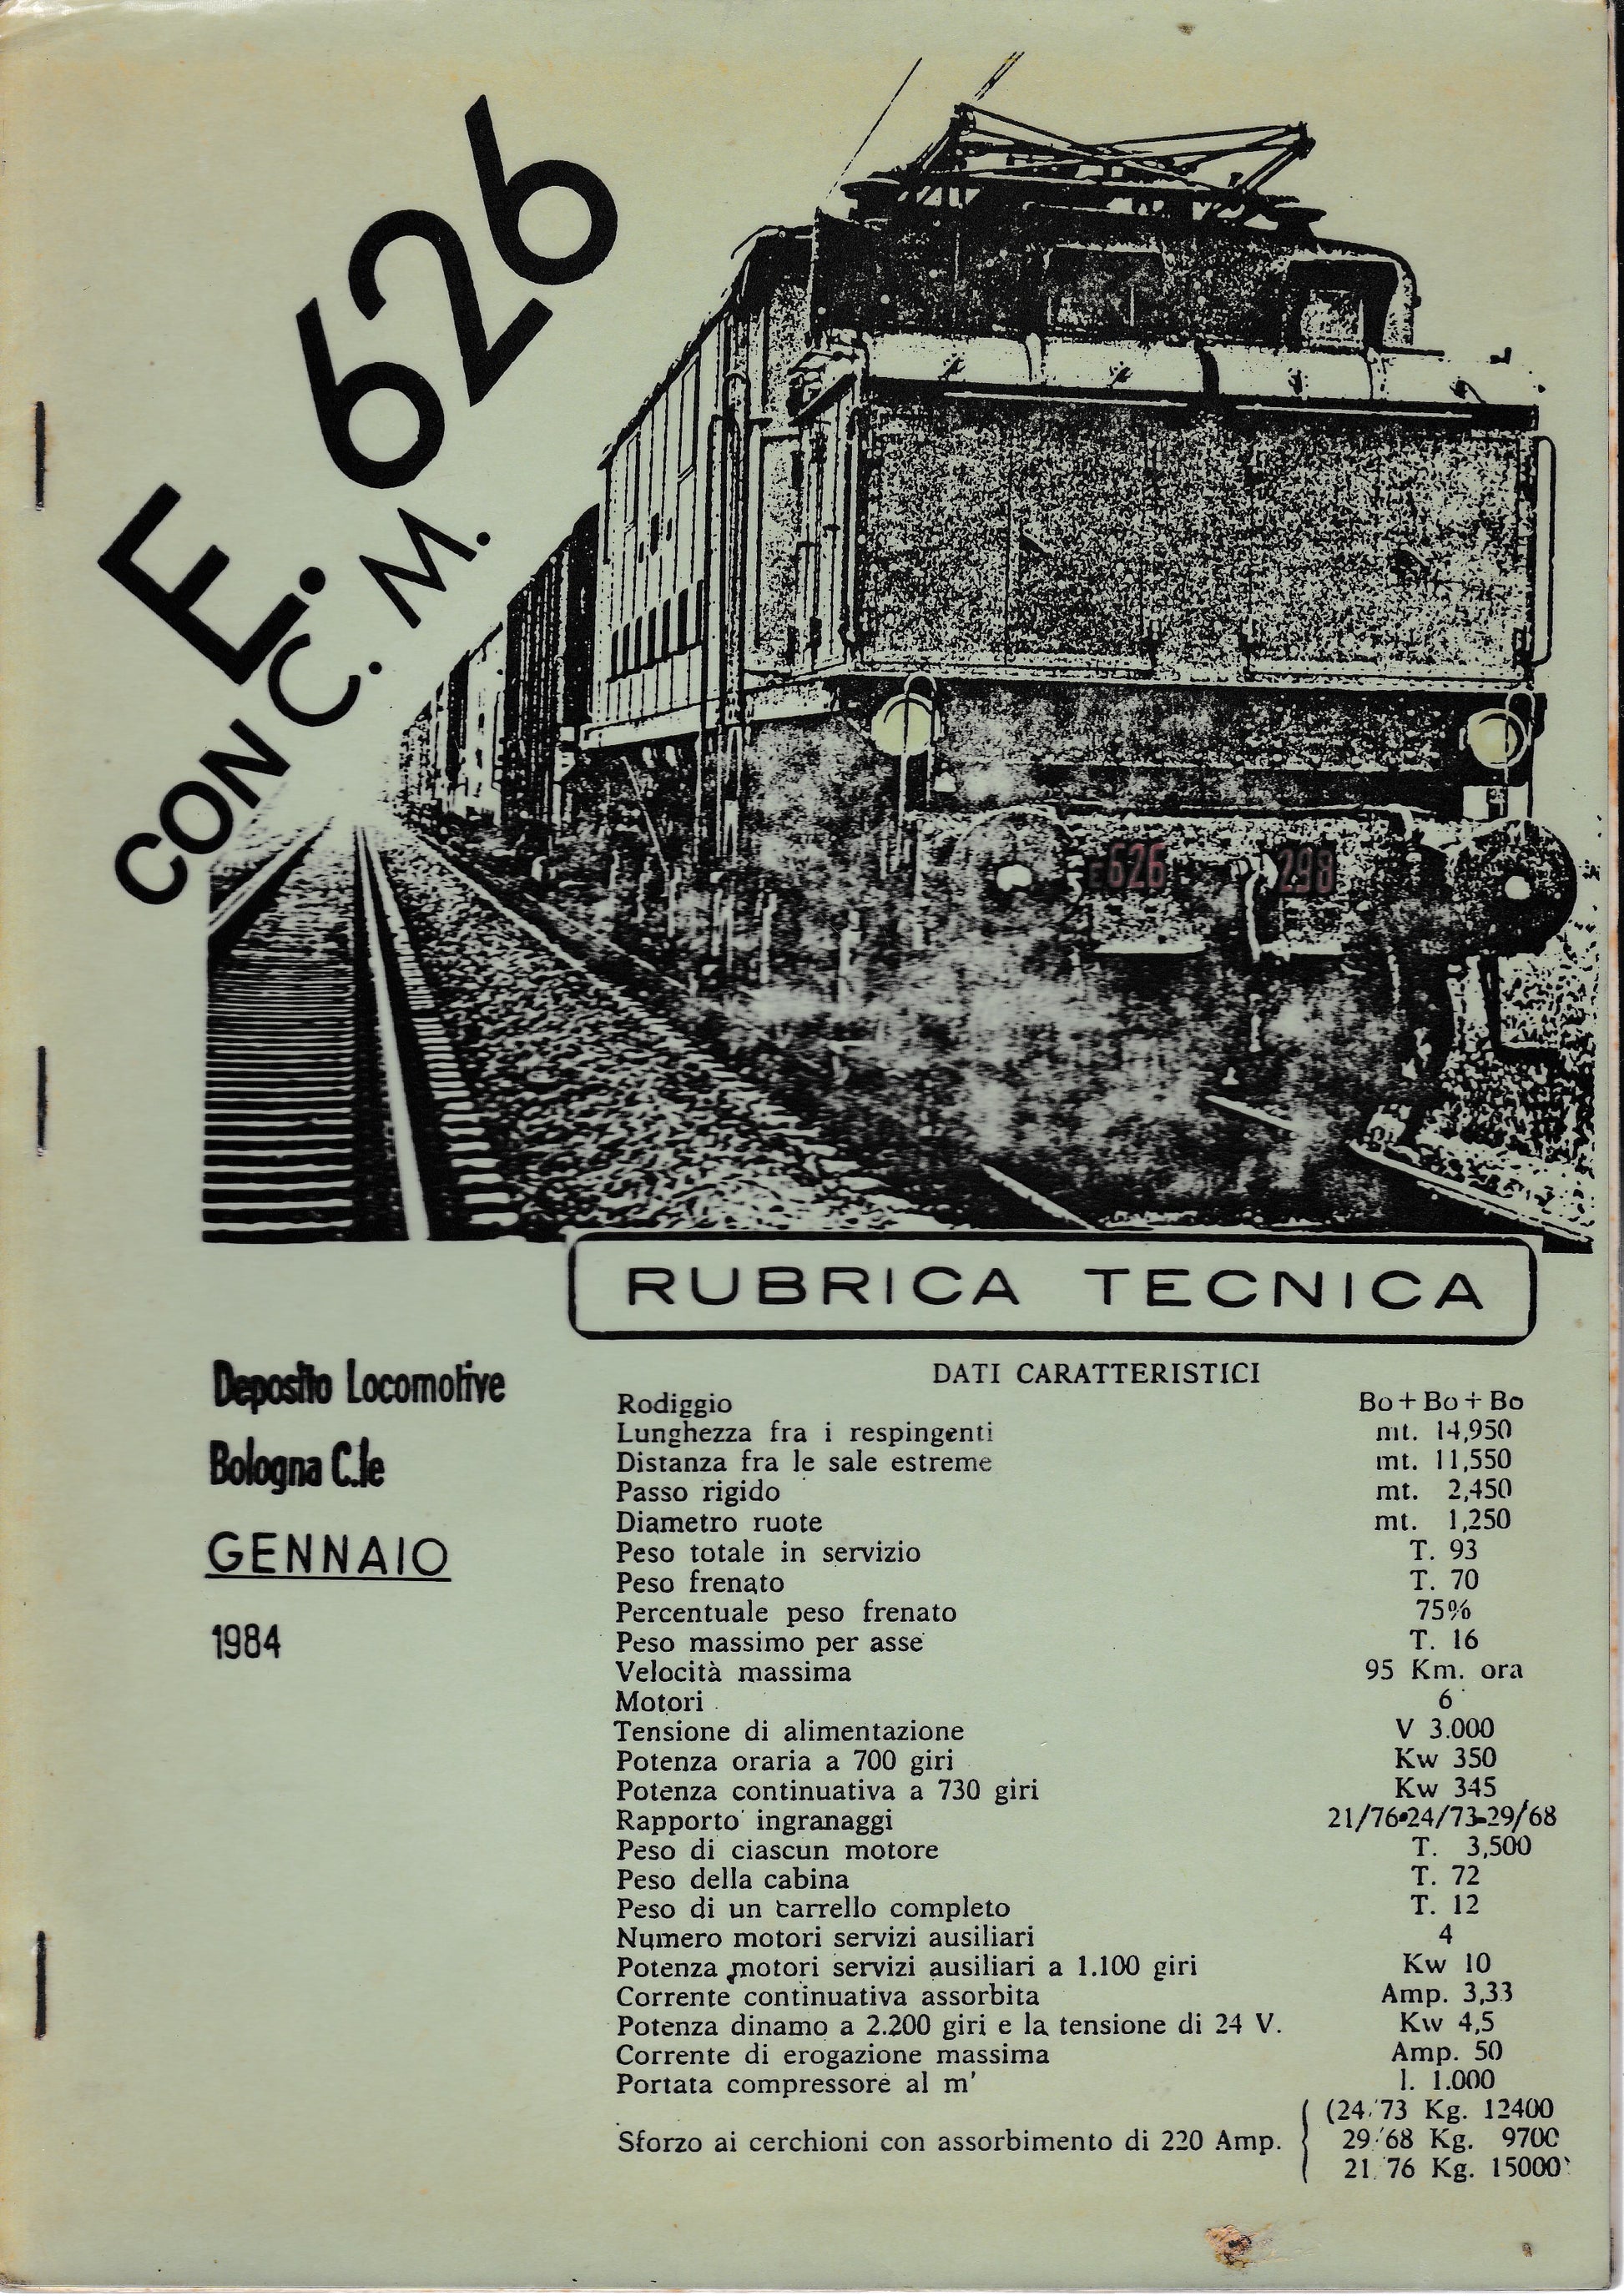 E. 626
CON C. M.
E626 298
RUBRICA TECNICA
Deposito Locomotive
Bologna C.le
GENNAIO
1984
DATI CARATTERISTICI
Rodiggio Bo + Bo + Bo
Lunghezza fra i respingenti mt. 14,950
Distanza fra le sale estreme mt. 11,550
Passo rigido mt. 2,450
Diametro ruote mt. 1,250
Peso totale in servizio T. 93
Peso frenato T. 70
Percentuale peso frenato 75%
Peso massimo per asse T. 16
Velocità massima 95 Km. ora
Motori 6
Tensione di alimentazione V 3.000
Potenza oraria a 700 giri Kw 350
Potenza continuativa a 730 giri Kw 345
Rapporto ingranaggi 21/76-24/73-29/68
Peso di ciascun motore T. 3,500
Peso della cabina T. 72
Peso di un carrello completo T. 12
Numero motori servizi ausiliari 4
Potenza motori servizi ausiliari a 1.100 giri Kw 10
Corrente continuativa assorbita Amp. 3,33
Potenza dinamo a 2.200 giri e la tensione di 24 V. Kw 4,5
Corrente di erogazione massima Amp. 50
Portata compressore al m' l. 1.000
(24/73 Kg. 12400
Sforzo ai cerchioni con assorbimento di 220 Amp. 29/68 Kg. 9700
21/76 Kg. 15000